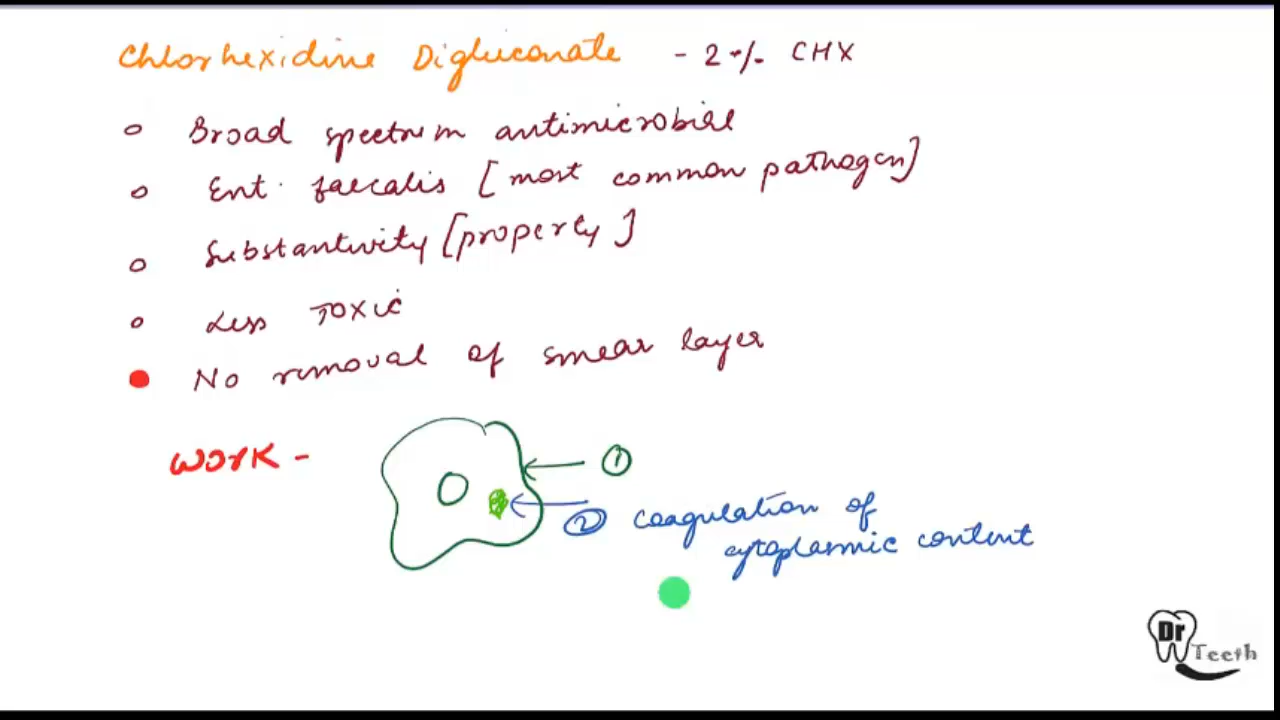 Chlorhexidine Digluconate - 2 % CHX
Broad spectrum antimicrobial
Ent. faecalis [most common pathogen]
Substantivity [property]
Less Toxic
No removal of smear layer
WORK -
①
② coagulation of
cytoplasmic content
Dr
Teeth